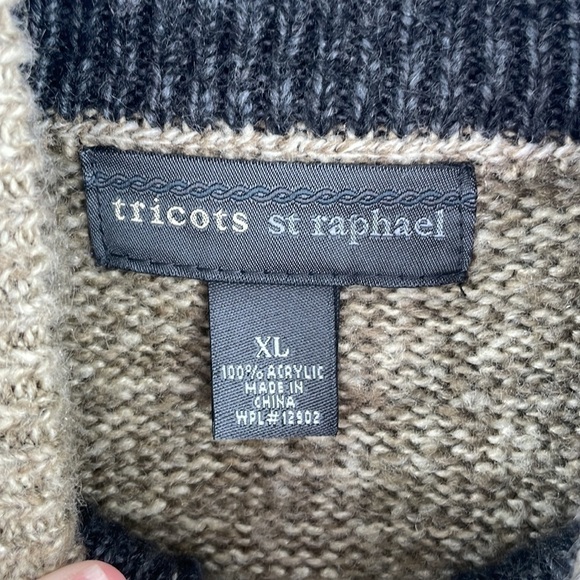 tricots st raphael
XL
100% ACRYLIC
MADE IN
CHINA
WPL# 12902